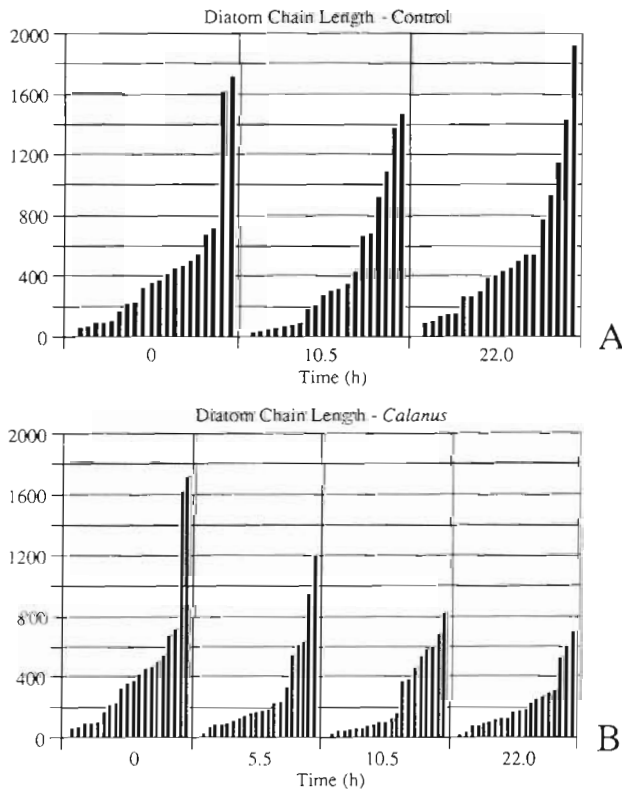 Diatom Chain Length - Control
2000
1600
1200
800
400
0
0 10.5 22.0
Time (h)
A
Diatom Chain Length - Calanus
2000
1600
1200
800
400
0
0 5.5 10.5 22.0
Time (h)
B